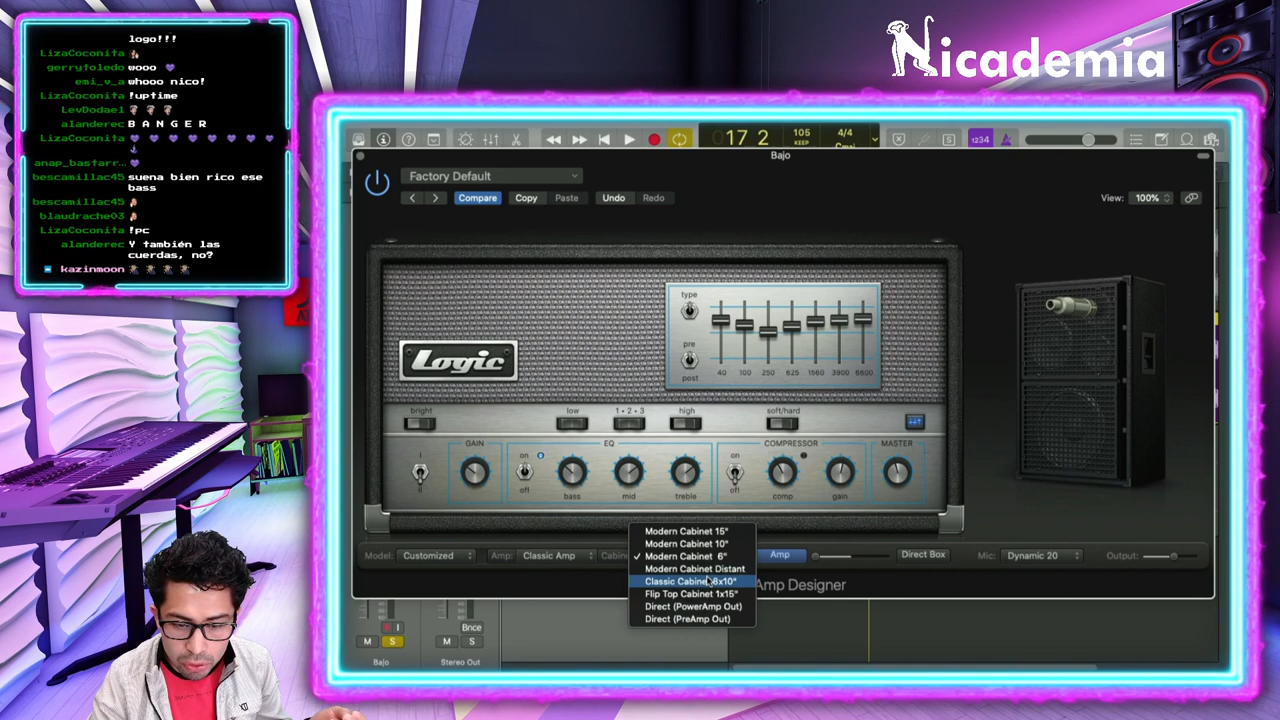 logo!!!
LizaCoconita
gerrytoledo wooo
emi_v_a whooo nico!
LizaCoconita !uptime
LevDodael
alanderec B A N G E R
LizaCoconita
anap_bastarr…
bescamillac45 suena bien rico ese
bass
bescamillac45
blaudrache03
LizaCoconita !pc
alanderec Y también las
cuerdas, no?
kazinmoon
Nicademia
17 2
105
KEEP
4/4
Cmaj
1234
Bajo
Factory Default
Compare
Copy
Paste
Undo
Redo
View:
100%
type
pre
post
40 100 250 625 1560 3900 6600
Logic
bright
low
1 • 2 • 3
high
soft/hard
GAIN
EQ
COMPRESSOR
MASTER
I
II
on
off
bass
mid
treble
on
off
comp
gain
Model: Customized
Amp: Classic Amp
Cabin
Modern Cabinet 15"
Modern Cabinet 10"
Modern Cabinet 6"
Modern Cabinet Distant
Classic Cabinet 8x10"
Flip Top Cabinet 1x15"
Direct (PowerAmp Out)
Direct (PreAmp Out)
Amp
Direct Box
Mic: Dynamic 20
Output:
Amp Designer
R I
Bnce
M S
M S
Bajo
Stereo Out